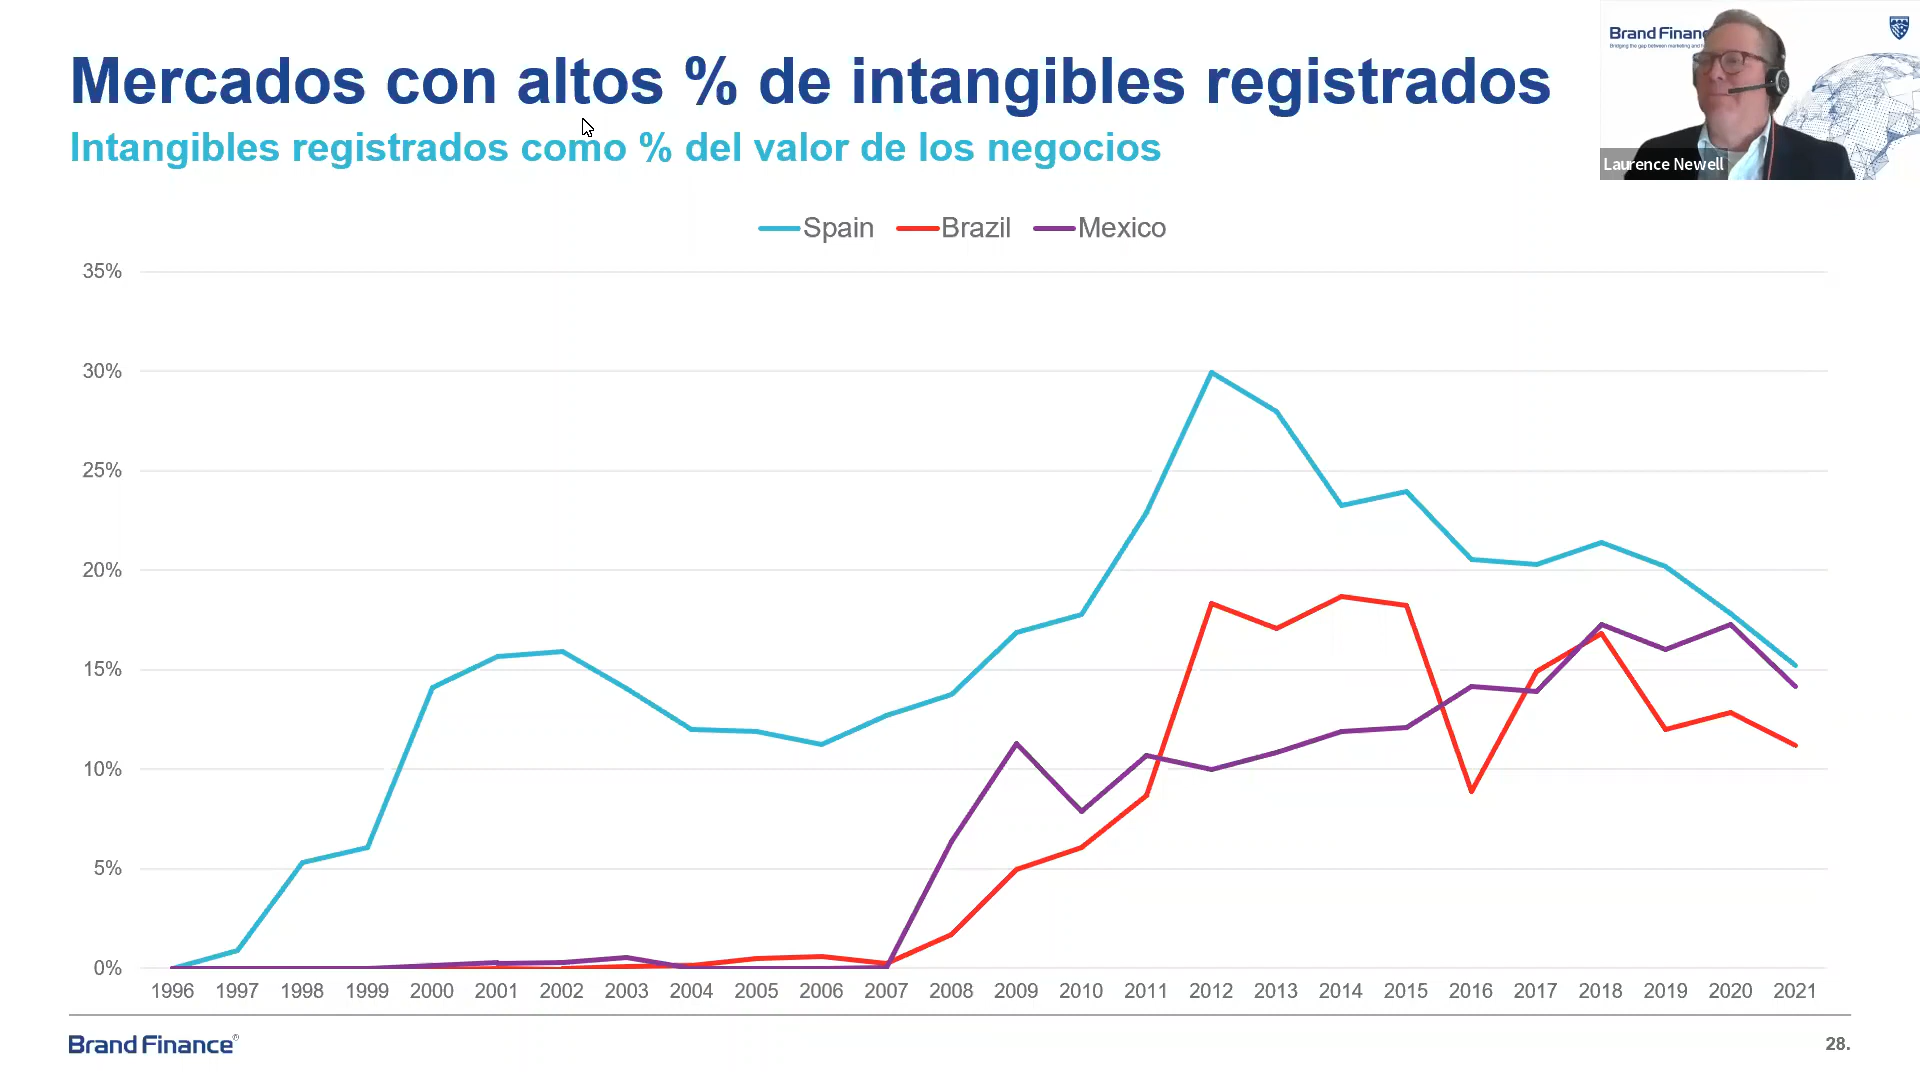 Mercados con altos % de intangibles registrados
Intangibles registrados como % del valor de los negocios
Brand Financ
Laurence Newell
Spain Brazil Mexico
35%
30%
25%
20%
15%
10%
5%
0%
1996 1997 1998 1999 2000 2001 2002 2003 2004 2005 2006 2007 2008 2009 2010 2011 2012 2013 2014 2015 2016 2017 2018 2019 2020 2021
Brand Finance®
28.